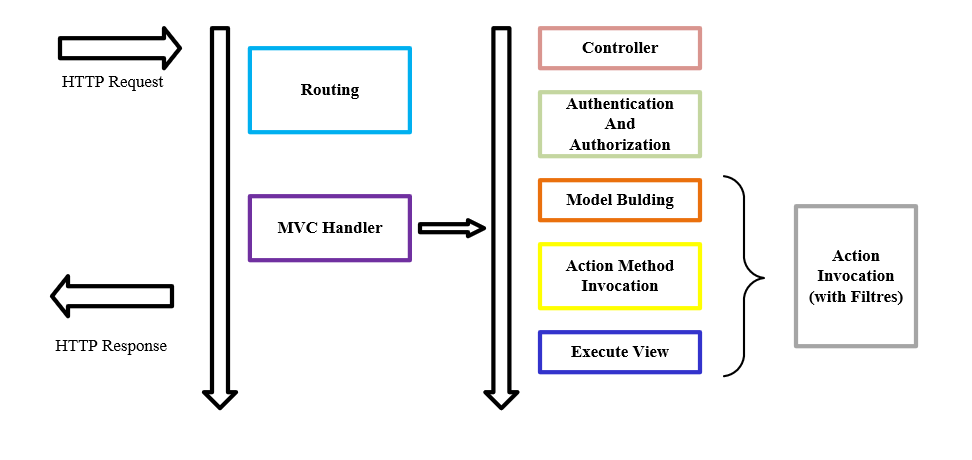 HTTP Request
Routing
MVC Handler
HTTP Response
Controller
Authentication
And
Authorization
Model Bulding
Action Method
Invocation
Execute View
Action
Invocation
(with Filtres)